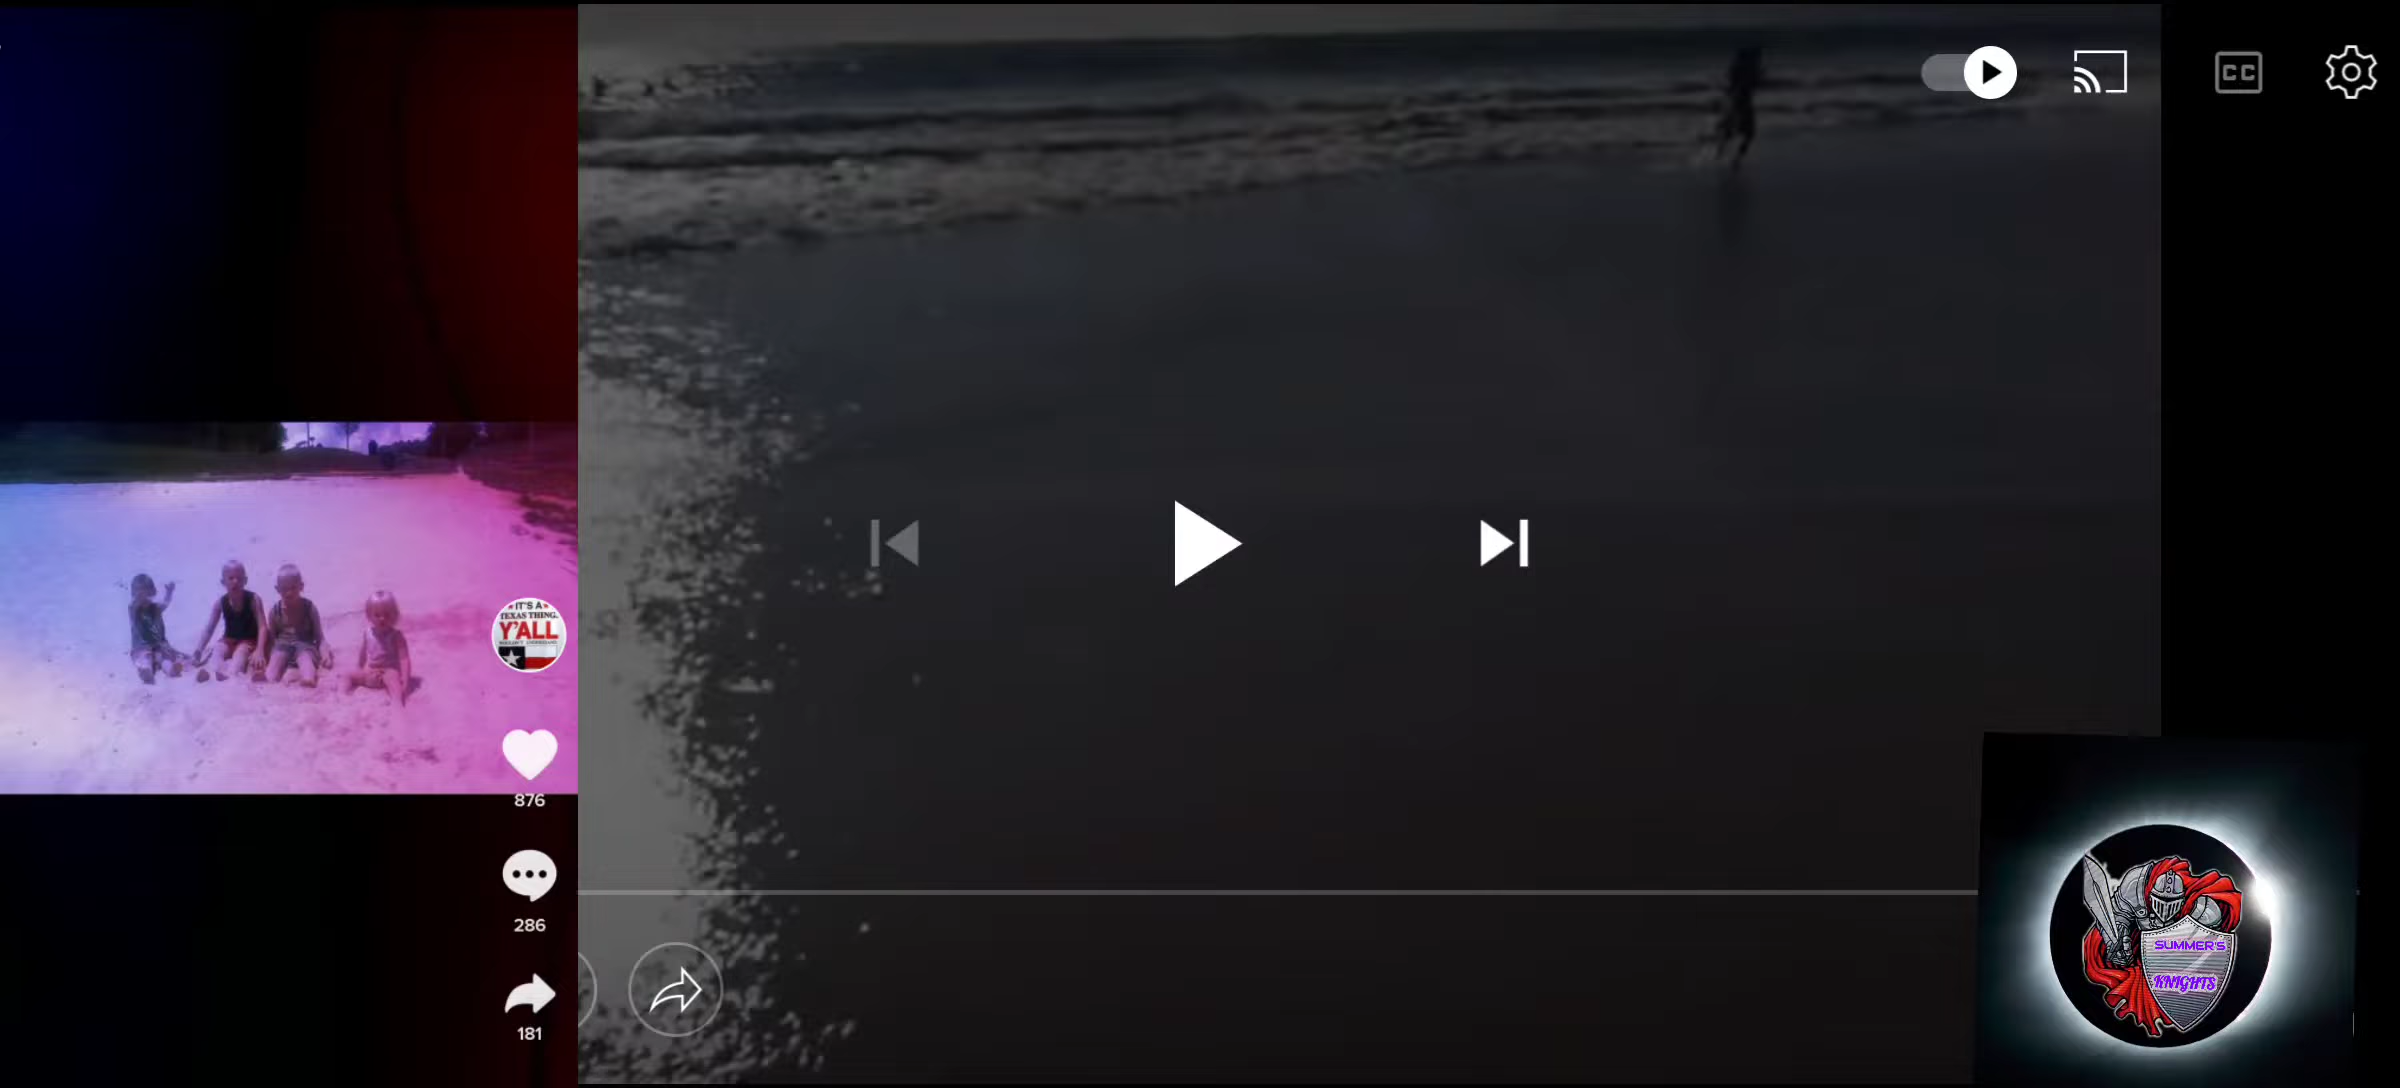 CC
IT'S A
TEXAS THING.
Y'ALL
876
286
181
SUMMER'S
KNIGHTS